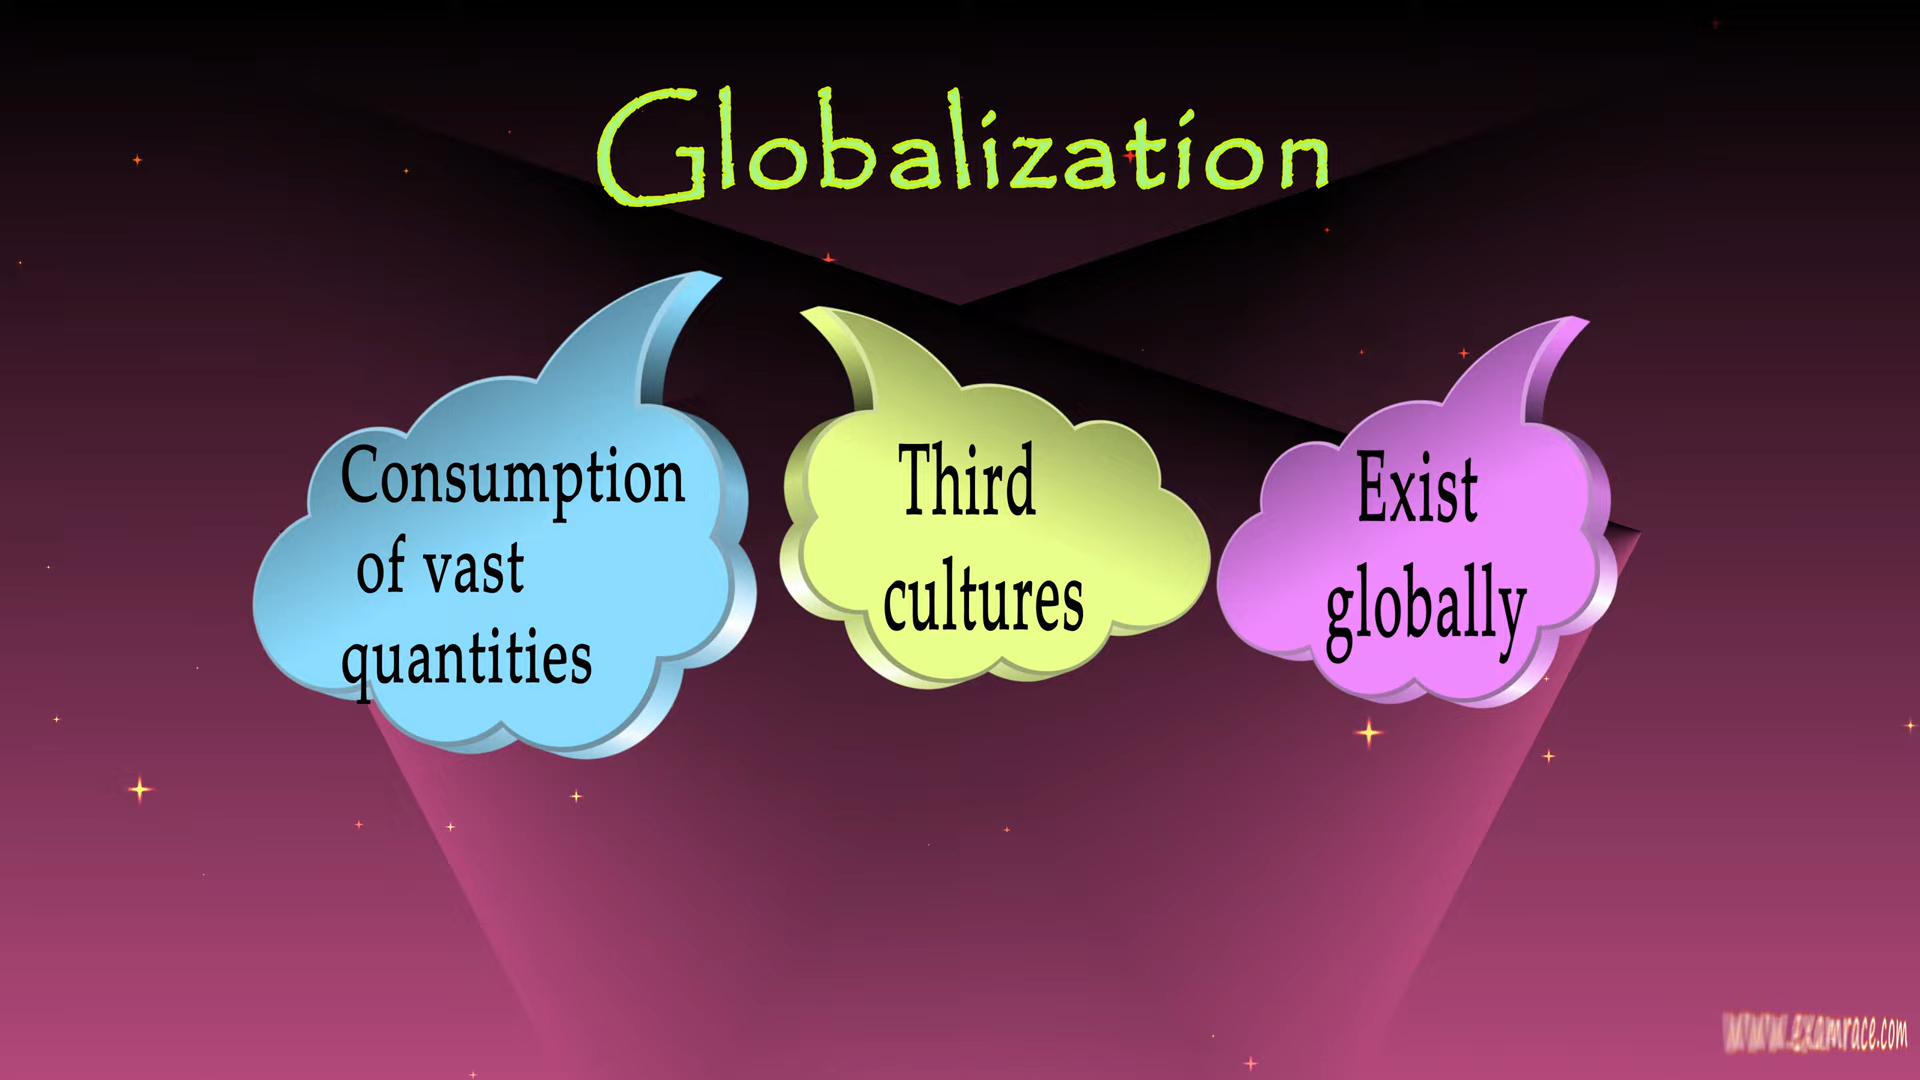 Globalization
Consumption
of vast
quantities
Third
cultures
Exist
globally
www.examrace.com